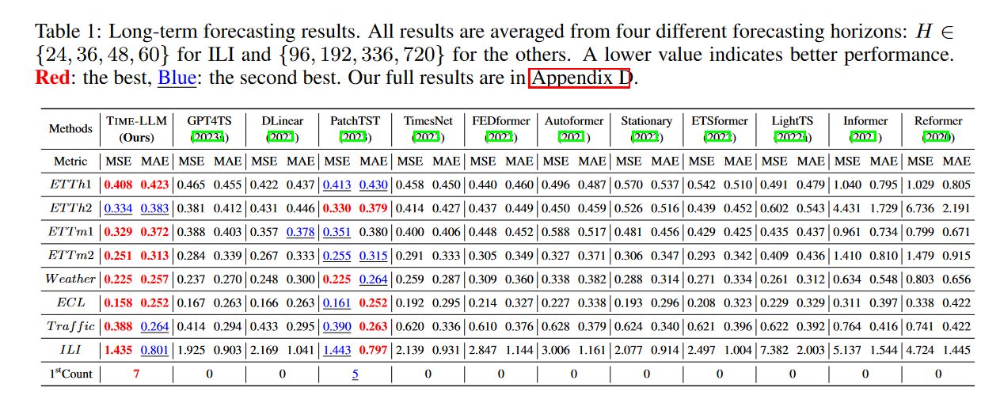 Table 1: Long-term forecasting results. All results are averaged from four different forecasting horizons: H ∈
{24, 36, 48, 60} for ILI and {96, 192, 336, 720} for the others. A lower value indicates better performance.
Red: the best, Blue: the second best. Our full results are in Appendix D.
Methods TIME-LLM GPT4TS DLinear PatchTST TimesNet FEDformer Autoformer Stationary ETSformer LightTS Informer Reformer
(Ours) (2023a) (2023) (2023) (2023) (2022) (2021) (2022) (2022) (2022a) (2021) (2020)
Metric MSE MAE MSE MAE MSE MAE MSE MAE MSE MAE MSE MAE MSE MAE MSE MAE MSE MAE MSE MAE MSE MAE MSE MAE
ETTh1 0.408 0.423 0.465 0.455 0.422 0.437 0.413 0.430 0.458 0.450 0.440 0.460 0.496 0.487 0.570 0.537 0.542 0.510 0.491 0.479 1.040 0.795 1.029 0.805
ETTh2 0.334 0.383 0.381 0.412 0.431 0.446 0.330 0.379 0.414 0.427 0.437 0.449 0.450 0.459 0.526 0.516 0.439 0.452 0.602 0.543 4.431 1.729 6.736 2.191
ETTm1 0.329 0.372 0.388 0.403 0.357 0.378 0.351 0.380 0.400 0.406 0.448 0.452 0.588 0.517 0.481 0.456 0.429 0.425 0.435 0.437 0.961 0.734 0.799 0.671
ETTm2 0.251 0.313 0.284 0.339 0.267 0.333 0.255 0.315 0.291 0.333 0.305 0.349 0.327 0.371 0.306 0.347 0.293 0.342 0.409 0.436 1.410 0.810 1.479 0.915
Weather 0.225 0.257 0.237 0.270 0.248 0.300 0.225 0.264 0.259 0.287 0.309 0.360 0.338 0.382 0.288 0.314 0.271 0.334 0.261 0.312 0.634 0.548 0.803 0.656
ECL 0.158 0.252 0.167 0.263 0.166 0.263 0.161 0.252 0.192 0.295 0.214 0.327 0.227 0.338 0.193 0.296 0.208 0.323 0.229 0.329 0.311 0.397 0.338 0.422
Traffic 0.388 0.264 0.414 0.294 0.433 0.295 0.390 0.263 0.620 0.336 0.610 0.376 0.628 0.379 0.624 0.340 0.621 0.396 0.622 0.392 0.764 0.416 0.741 0.422
ILI 1.435 0.801 1.925 0.903 2.169 1.041 1.443 0.797 2.139 0.931 2.847 1.144 3.006 1.161 2.077 0.914 2.497 1.004 7.382 2.003 5.137 1.544 4.724 1.445
1stCount 7 0 0 5 0 0 0 0 0 0 0 0